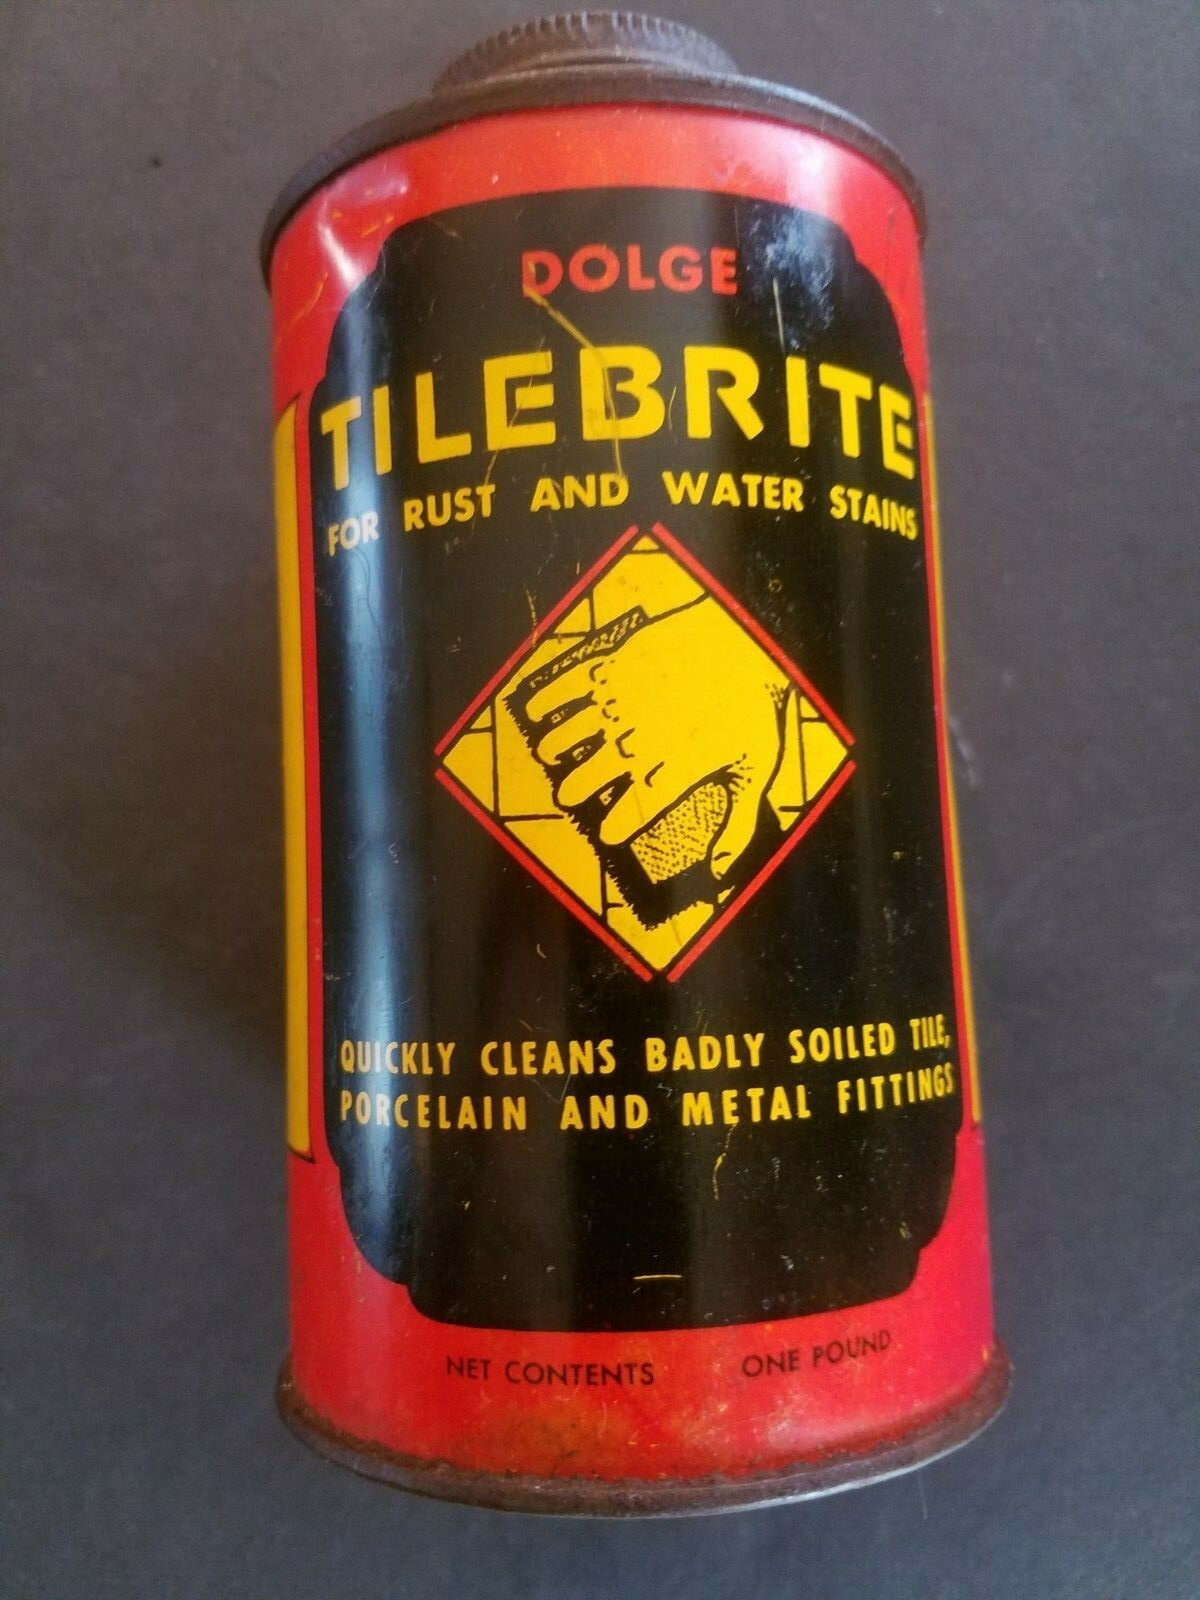 DOLGE
TILEBRITE
FOR RUST AND WATER STAINS
QUICKLY CLEANS BADLY SOILED TILE,
PORCELAIN AND METAL FITTINGS
NET CONTENTS ONE POUND